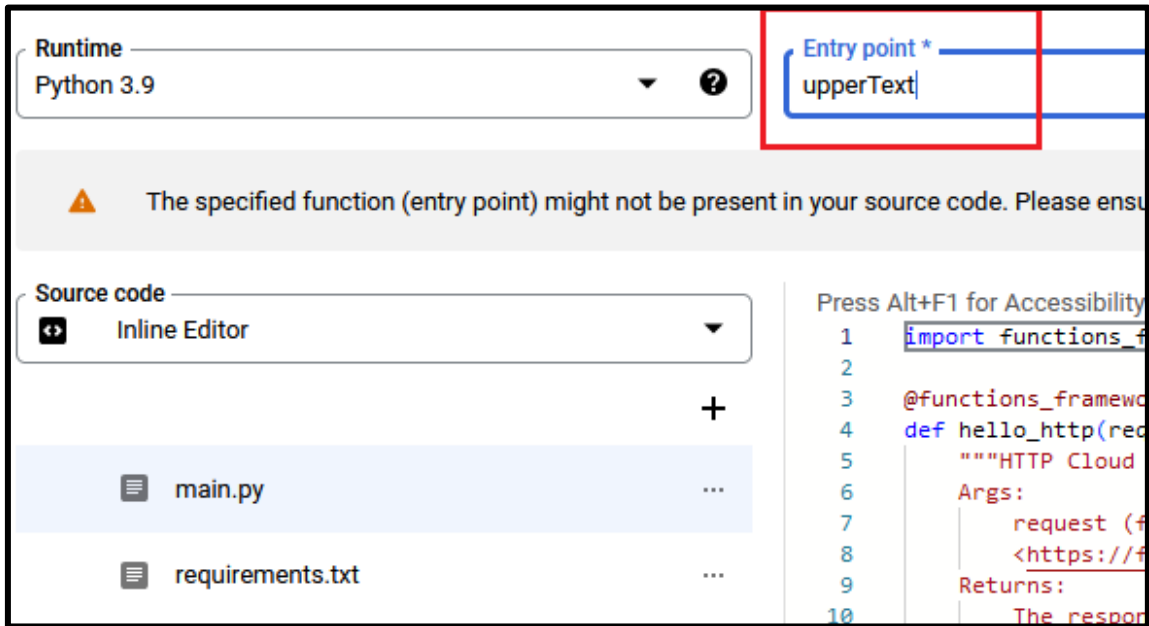 Runtime
Python 3.9
Entry point *
upperText
The specified function (entry point) might not be present in your source code. Please ensu
Source code
Inline Editor
main.py
requirements.txt
Press Alt+F1 for Accessibility
1 import functions_f
2
3 @functions_framewo
4 def hello_http(req
5 """HTTP Cloud
6 Args:
7 request (f
8 <https://f
9 Returns:
10 The respon